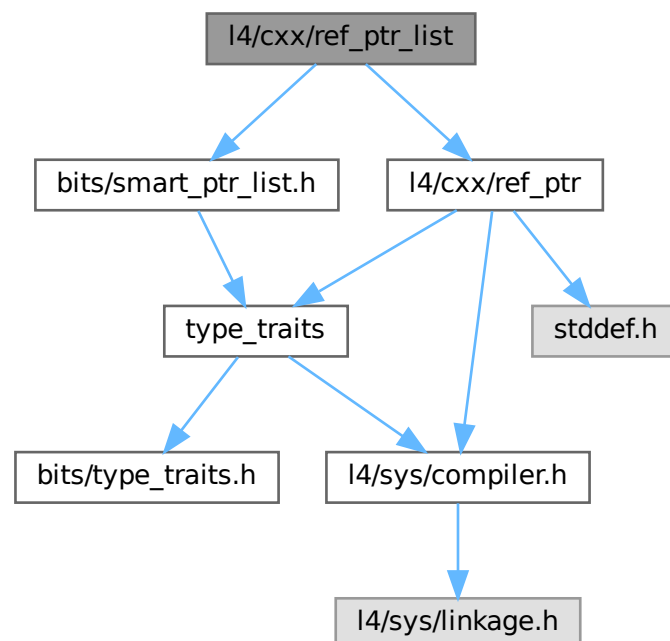 l4/cxx/ref_ptr_list
bits/smart_ptr_list.h
l4/cxx/ref_ptr
type_traits
stddef.h
bits/type_traits.h
l4/sys/compiler.h
l4/sys/linkage.h